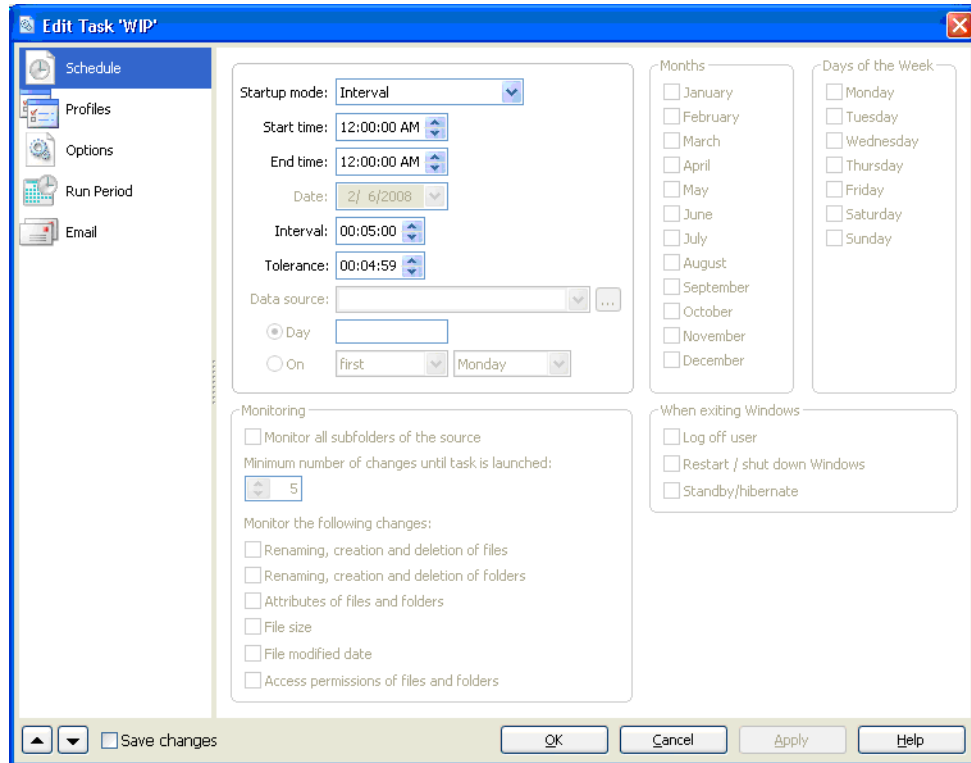 Edit Task 'WIP'
Schedule
Profiles
Options
Run Period
Email
Startup mode: Interval
Start time: 12:00:00 AM
End time: 12:00:00 AM
Date: 2/ 6/2008
Interval: 00:05:00
Tolerance: 00:04:59
Data source:
...
Day
On first Monday
Months
January
February
March
April
May
June
July
August
September
October
November
December
Days of the Week
Monday
Tuesday
Wednesday
Thursday
Friday
Saturday
Sunday
Monitoring
Monitor all subfolders of the source
Minimum number of changes until task is launched:
5
Monitor the following changes:
Renaming, creation and deletion of files
Renaming, creation and deletion of folders
Attributes of files and folders
File size
File modified date
Access permissions of files and folders
When exiting Windows
Log off user
Restart / shut down Windows
Standby/hibernate
Save changes
OK
Cancel
Apply
Help